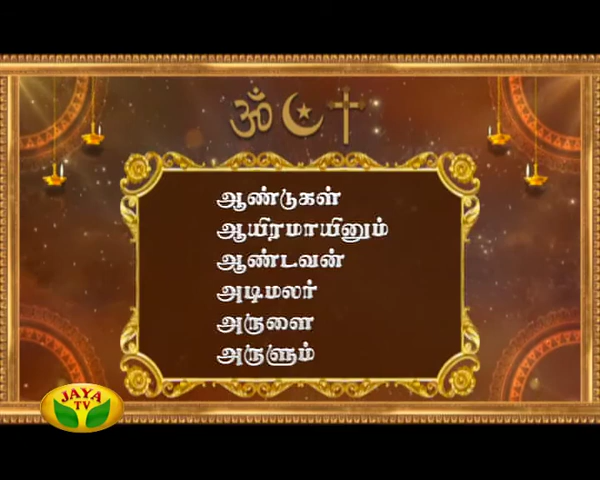 ஆண்டுகள்
ஆயிரமாயினும்
ஆண்டவன்
அடிமலர்
அருளை
அருளும்
JAYA
TV